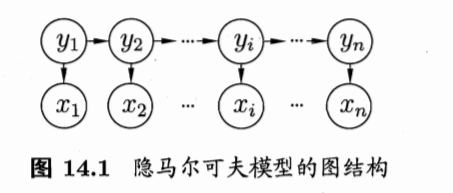 y₁ y₂ ··· yᵢ ··· yₙ
x₁ x₂ ··· xᵢ ··· xₙ
图 14.1 隐马尔可夫模型的图结构